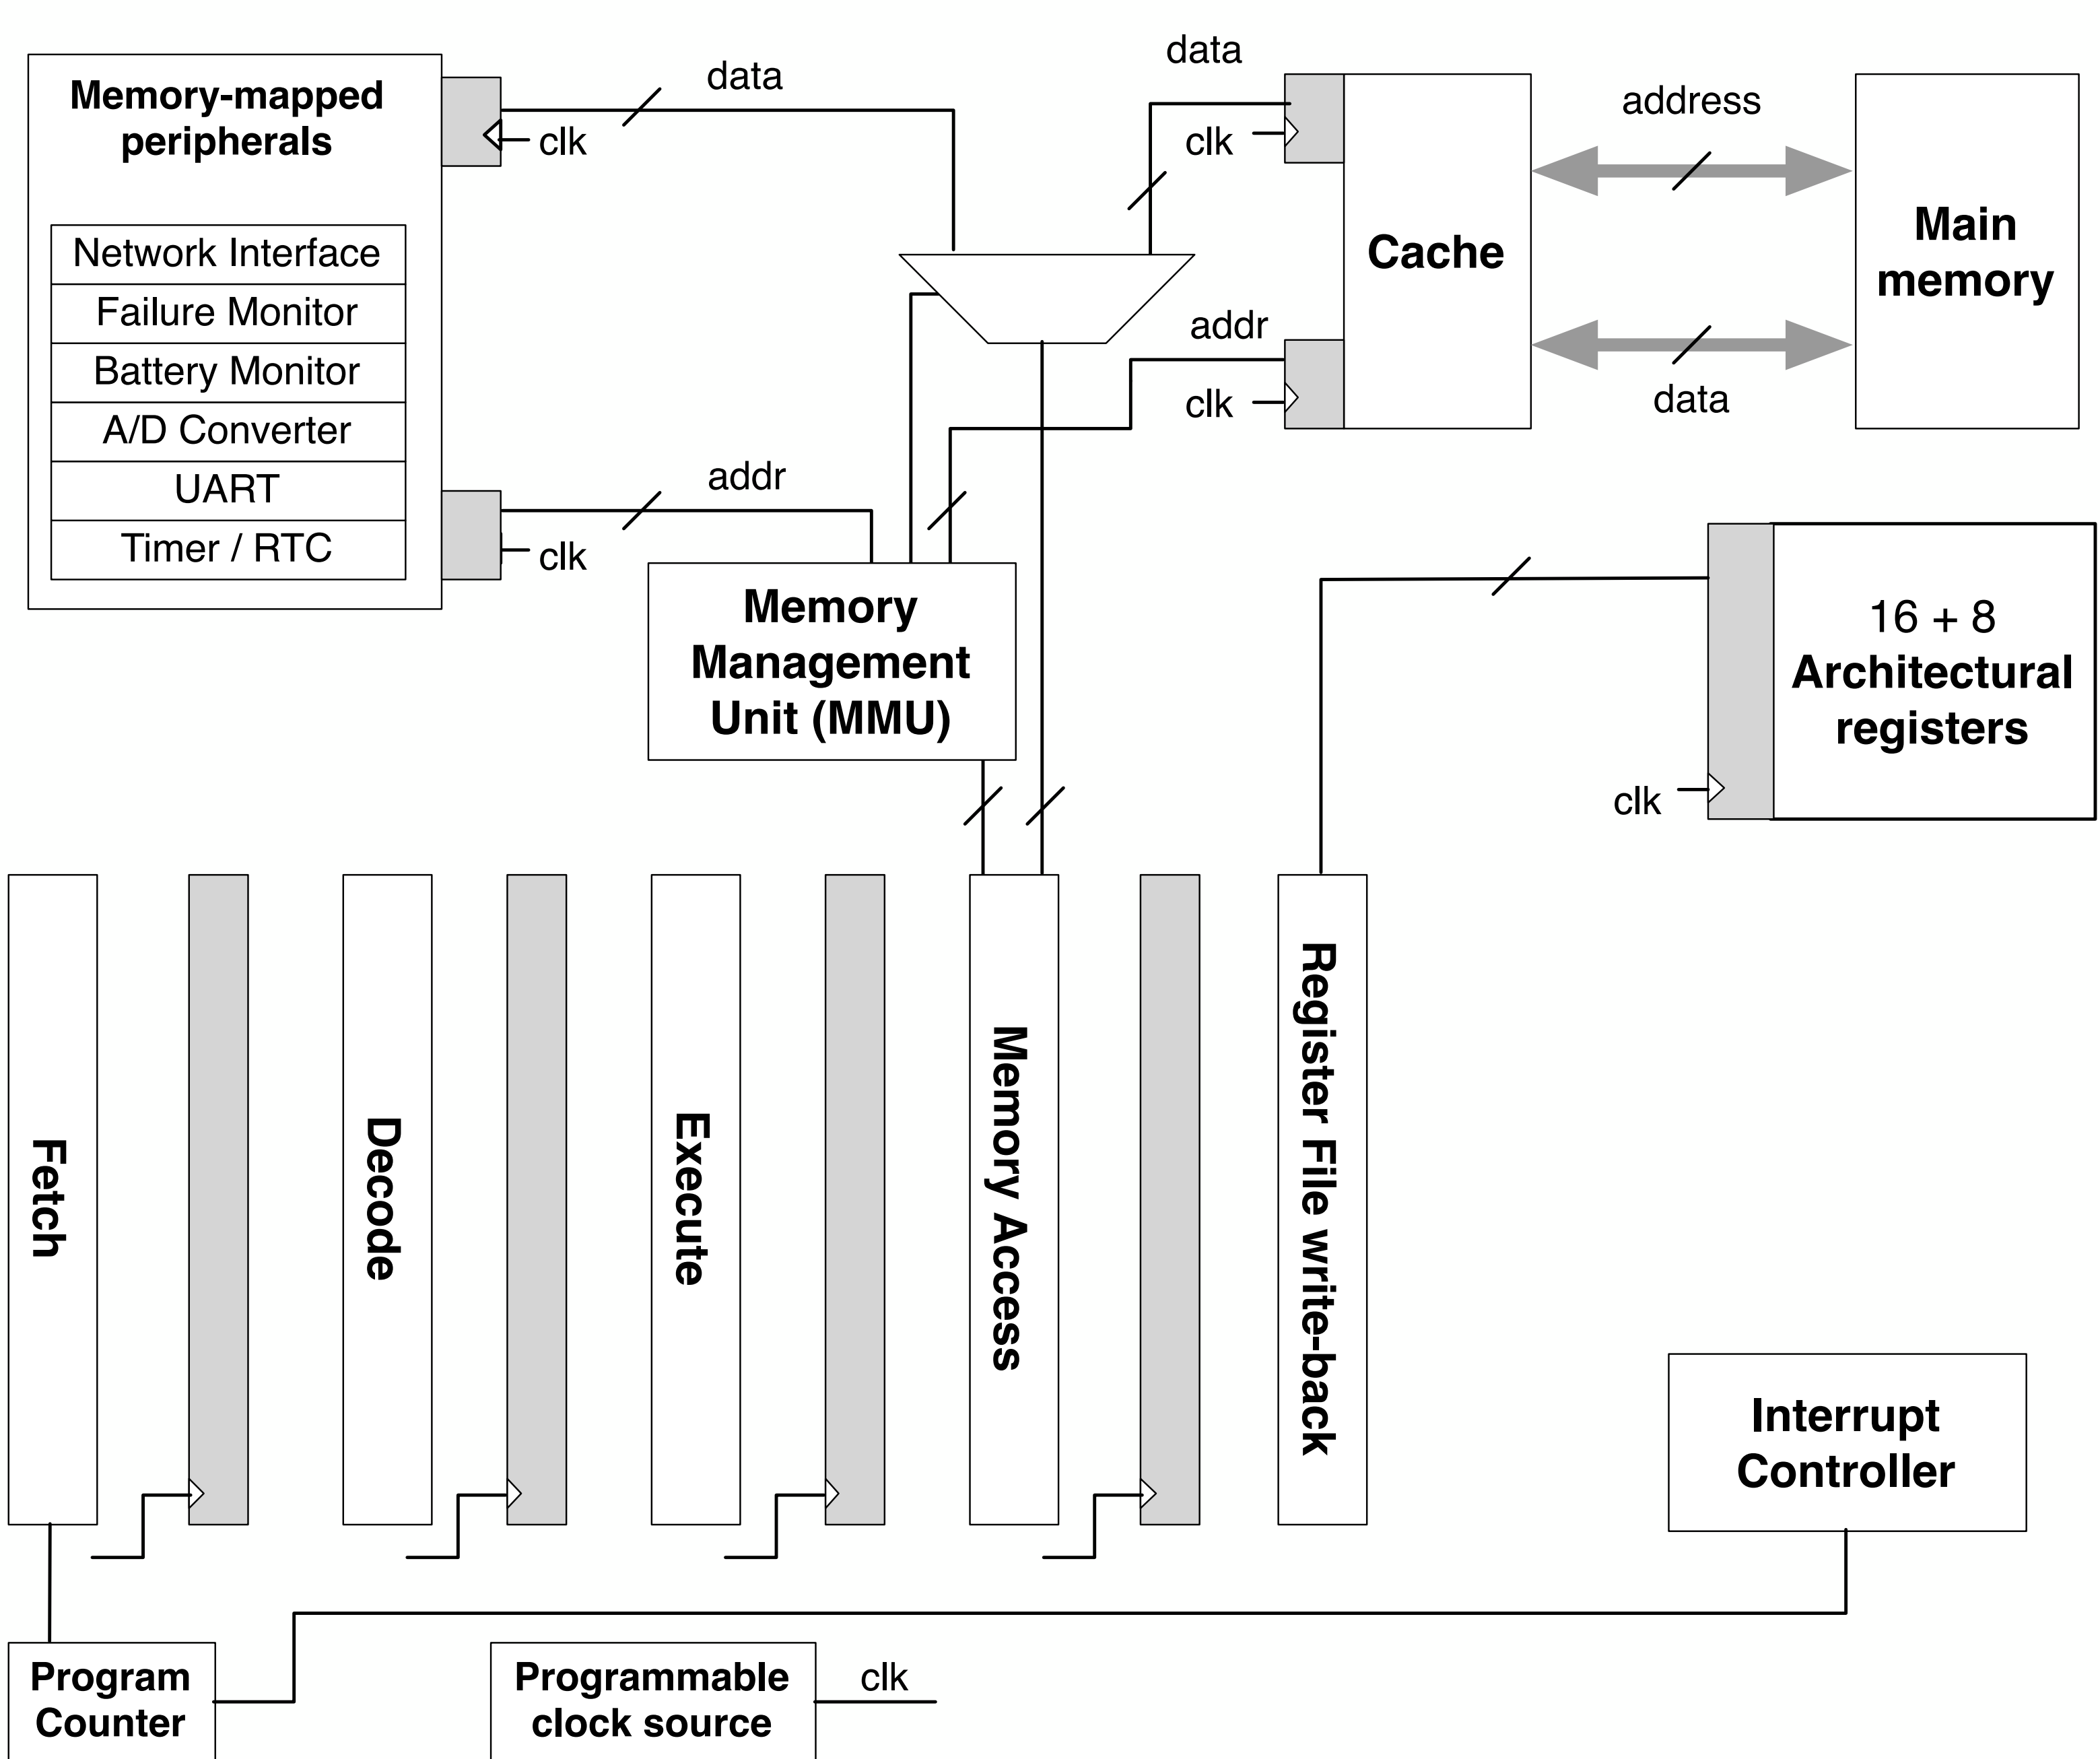 Memory-mapped
peripherals
Network Interface
Failure Monitor
Battery Monitor
A/D Converter
UART
Timer / RTC
data
clk
addr
clk
data
clk
addr
clk
Cache
address
data
Main
memory
Memory
Management
Unit (MMU)
16 + 8
Architectural
registers
clk
Fetch
Decode
Execute
Memory Access
Register File write-back
Interrupt
Controller
Program
Counter
Programmable
clock source
clk